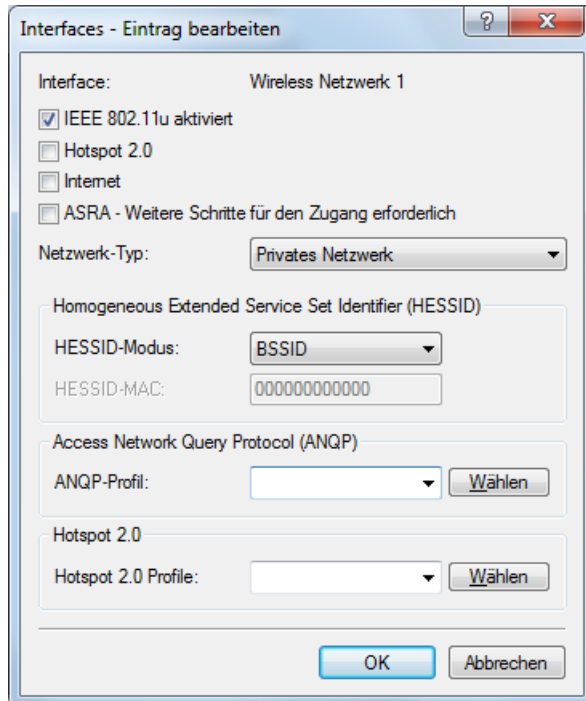 Interfaces - Eintrag bearbeiten
Interface: Wireless Netzwerk 1
IEEE 802.11u aktiviert
Hotspot 2.0
Internet
ASRA - Weitere Schritte für den Zugang erforderlich
Netzwerk-Typ: Privates Netzwerk
Homogeneous Extended Service Set Identifier (HESSID)
HESSID-Modus: BSSID
HESSID-MAC: 000000000000
Access Network Query Protocol (ANQP)
ANQP-Profil: Wählen
Hotspot 2.0
Hotspot 2.0 Profile: Wählen
OK Abbrechen